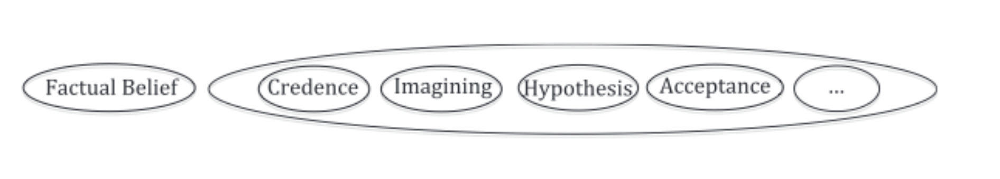 Factual Belief Credence Imagining Hypothesis Acceptance ...